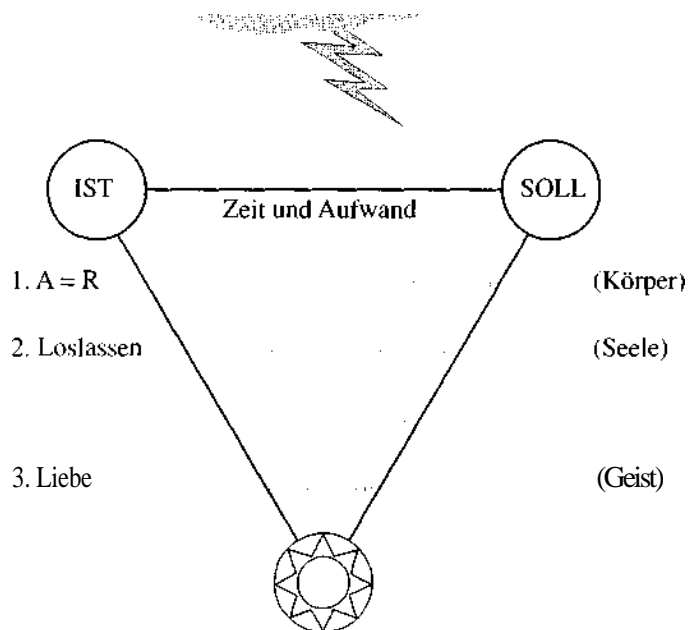 IST
SOLL
Zeit und Aufwand
1. A = R (Körper)
2. Loslassen (Seele)
3. Liebe (Geist)